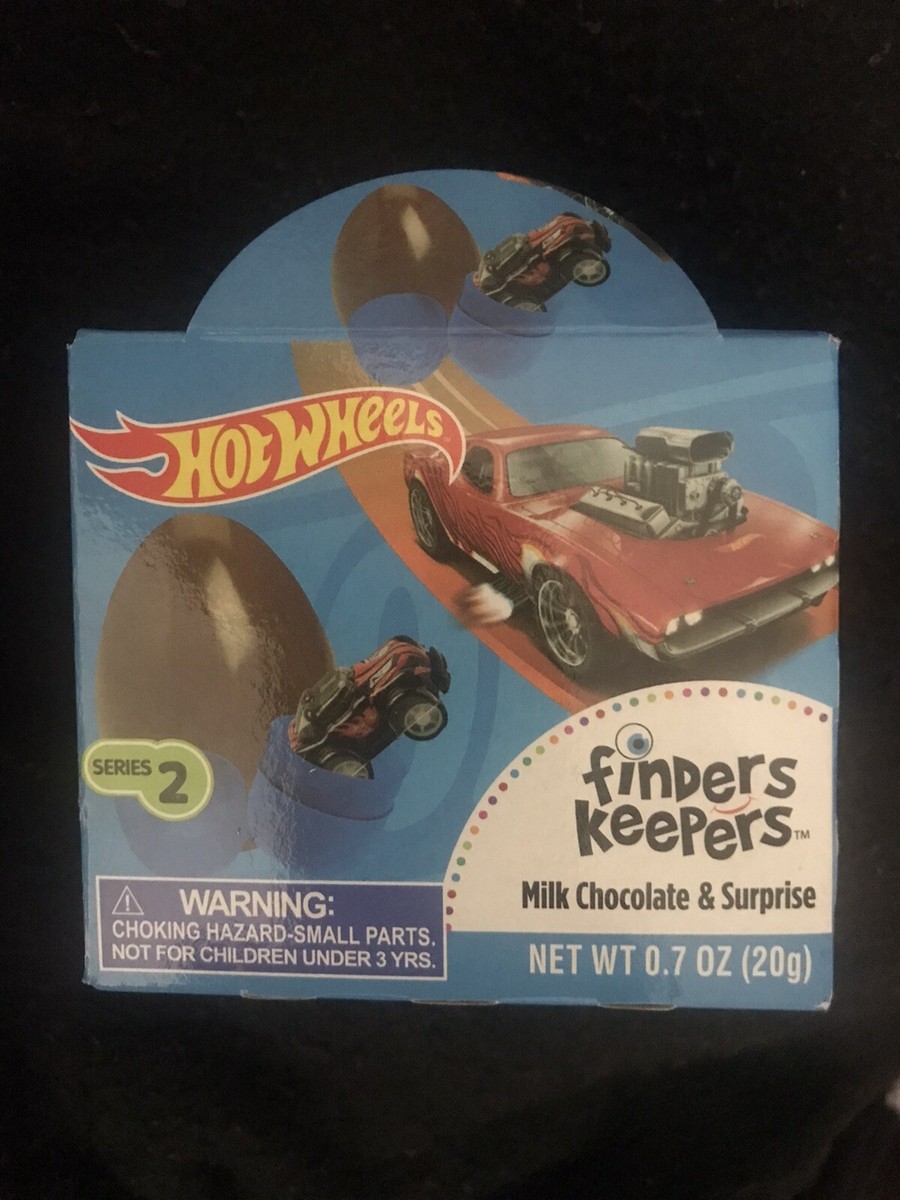 HOT WHEELS
SERIES 2
finDers
keePers™
Milk Chocolate & Surprise
⚠ WARNING:
CHOKING HAZARD-SMALL PARTS.
NOT FOR CHILDREN UNDER 3 YRS.
NET WT 0.7 OZ (20g)